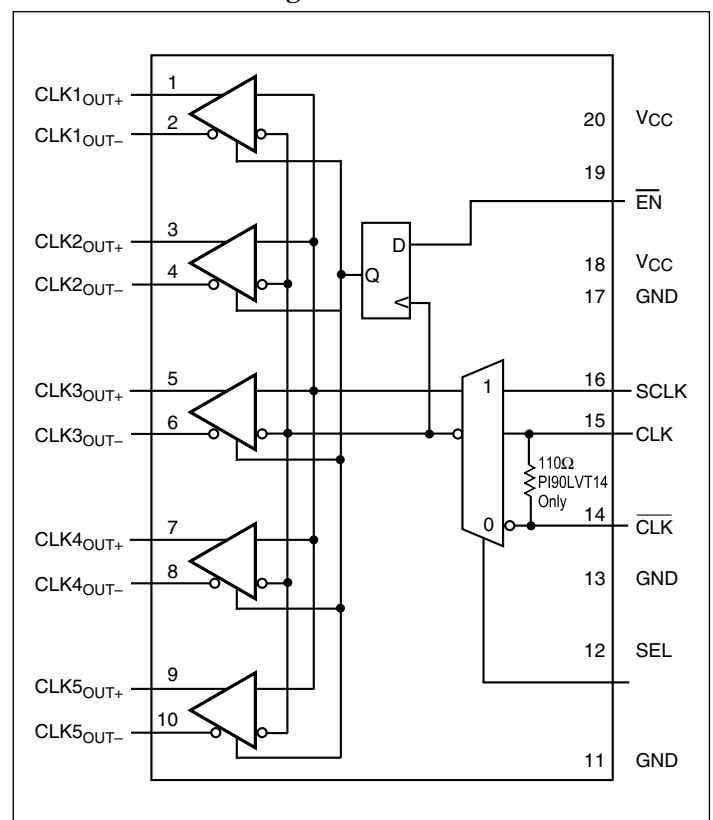 CLK1OUT+ 1
CLK1OUT– 2
20 VCC
19 EN
CLK2OUT+ 3
CLK2OUT– 4
D
Q
<
18 VCC
17 GND
CLK3OUT+ 5
CLK3OUT– 6
1
0
16 SCLK
15 CLK
110Ω
PI90LVT14
Only
14 CLK
CLK4OUT+ 7
CLK4OUT– 8
13 GND
12 SEL
CLK5OUT+ 9
CLK5OUT– 10
11 GND